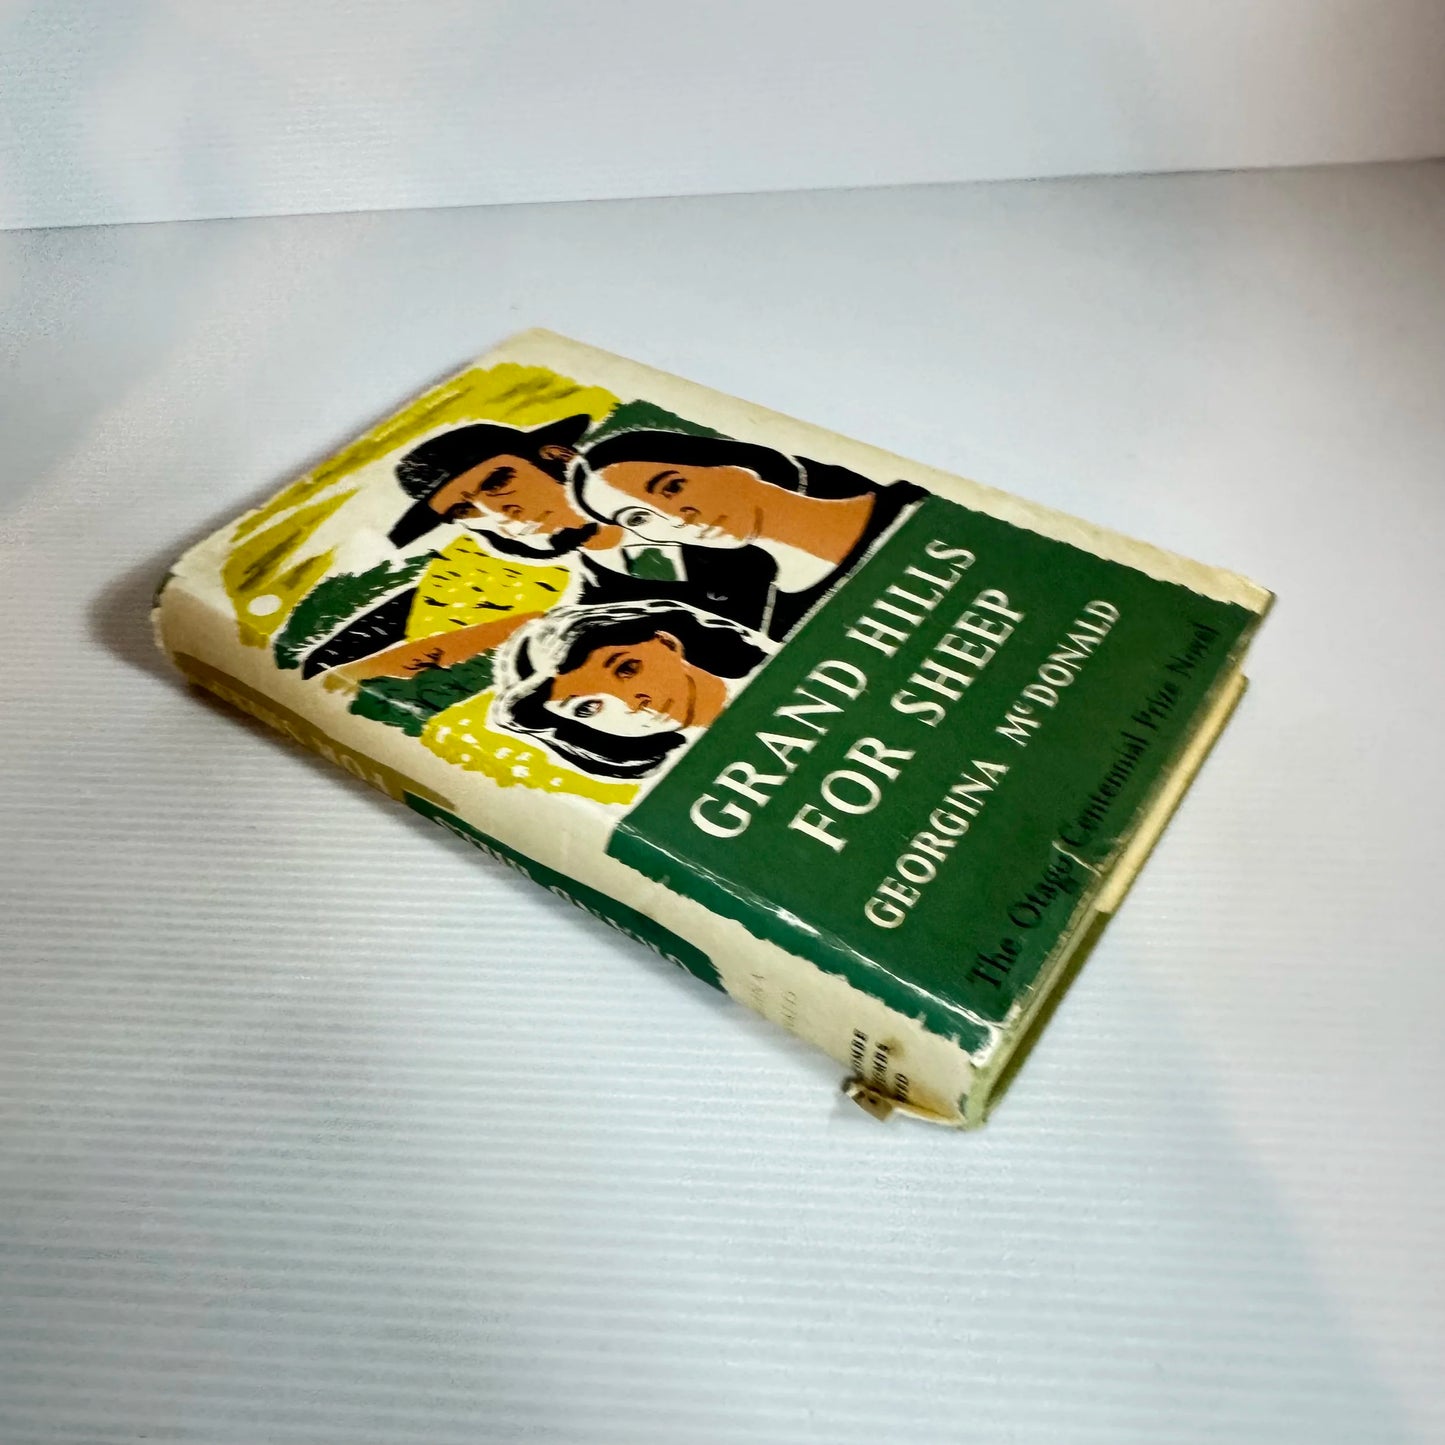 GRAND HILLS
FOR SHEEP
GEORGINA McDONALD
The Otago Centennial Prize Novel